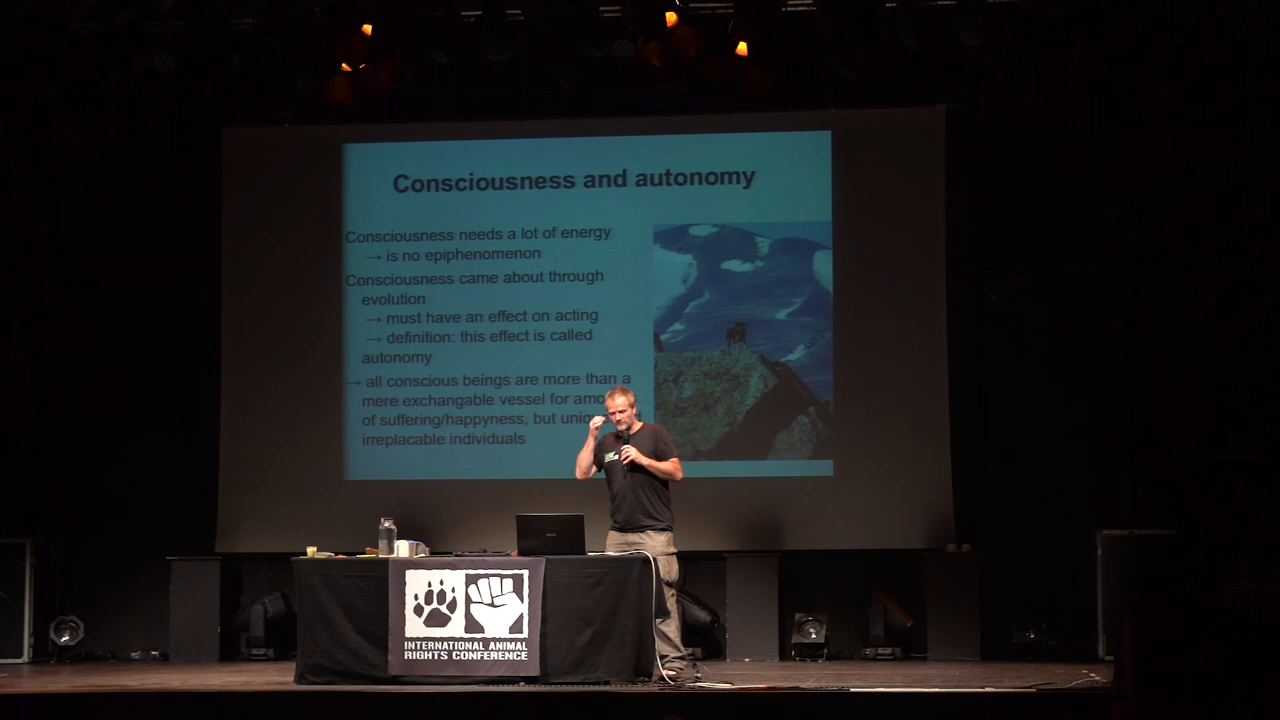 Consciousness and autonomy
Consciousness needs a lot of energy
→ is no epiphenomenon
Consciousness came about through
evolution
→ must have an effect on acting
→ definition: this effect is called
autonomy
→ all conscious beings are more than a
mere exchangable vessel for
of suffering/happyness, but
irreplacable individuals
INTERNATIONAL ANIMAL
RIGHTS CONFERENCE